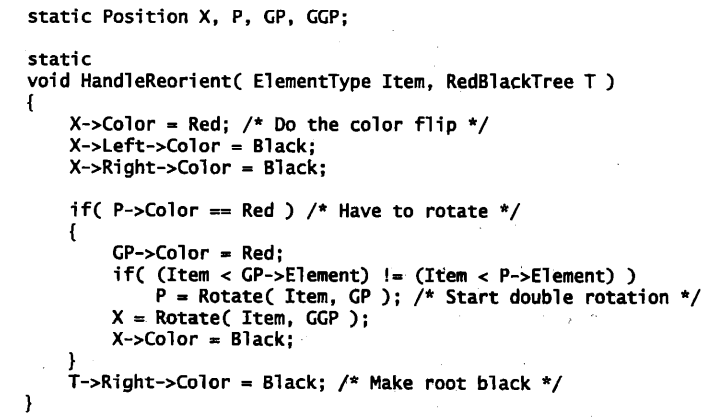 static Position X, P, GP, GGP;
static
void HandleReorient( ElementType Item, RedBlackTree T )
{
X->Color = Red; /* Do the color flip */
X->Left->Color = Black;
X->Right->Color = Black;
if( P->Color == Red ) /* Have to rotate */
{
GP->Color = Red;
if( (Item < GP->Element) != (Item < P->Element) )
P = Rotate( Item, GP ); /* Start double rotation */
X = Rotate( Item, GGP );
X->Color = Black;
}
T->Right->Color = Black; /* Make root black */
}